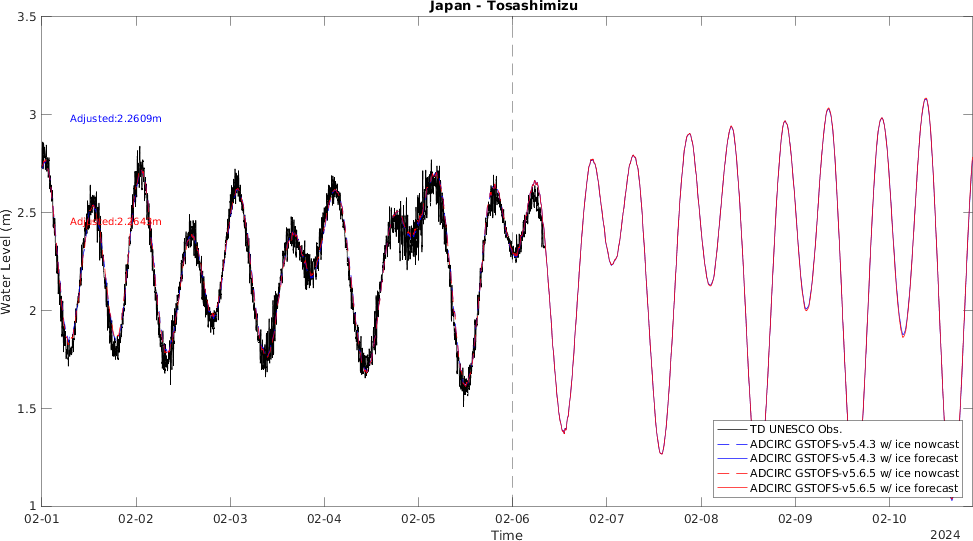 Japan - Tosashimizu
3.5
3
2.5
2
1.5
1
Water Level (m)
Adjusted:2.2609m
Adjusted:2.2643m
TD UNESCO Obs.
ADCIRC GSTOFS-v5.4.3 w/ ice nowcast
ADCIRC GSTOFS-v5.4.3 w/ ice forecast
ADCIRC GSTOFS-v5.6.5 w/ ice nowcast
ADCIRC GSTOFS-v5.6.5 w/ ice forecast
02-01 02-02 02-03 02-04 02-05 02-06 02-07 02-08 02-09 02-10
Time
2024